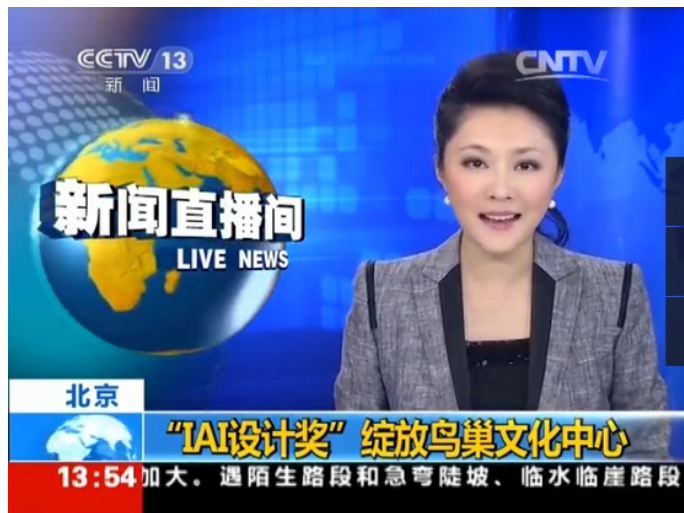 CCTV 13
新闻
CNTV
新闻直播间
LIVE NEWS
北京
“IAI设计奖”绽放鸟巢文化中心
13:54
加大。遇陌生路段和急弯陡坡、临水临崖路段